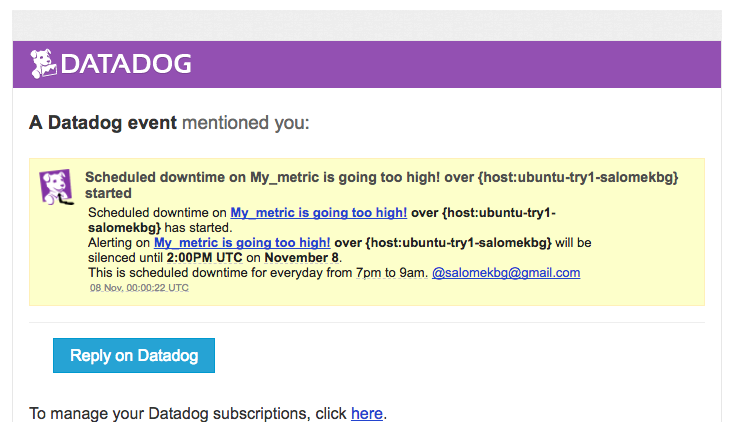 DATADOG
A Datadog event mentioned you:
Scheduled downtime on My_metric is going too high! over {host:ubuntu-try1-salomekbg}
started
Scheduled downtime on My_metric is going too high! over {host:ubuntu-try1-
salomekbg} has started.
Alerting on My_metric is going too high! over {host:ubuntu-try1-salomekbg} will be
silenced until 2:00PM UTC on November 8.
This is scheduled downtime for everyday from 7pm to 9am. @salomekbg@gmail.com
08 Nov, 00:00:22 UTC
Reply on Datadog
To manage your Datadog subscriptions, click here.